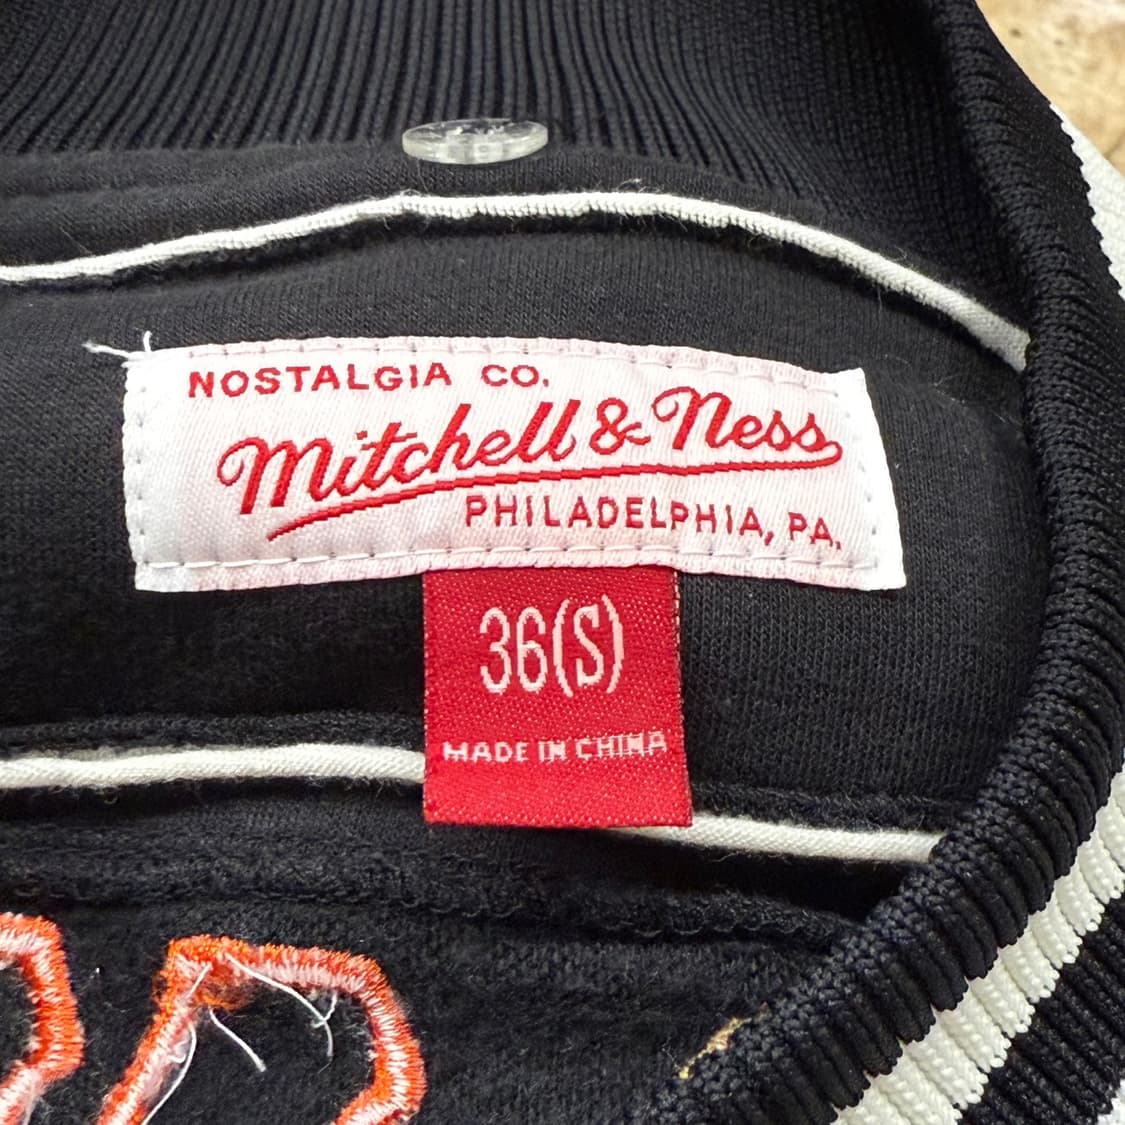 NOSTALGIA CO.
Mitchell & Ness
PHILADELPHIA, PA.
36(S)
MADE IN CHINA